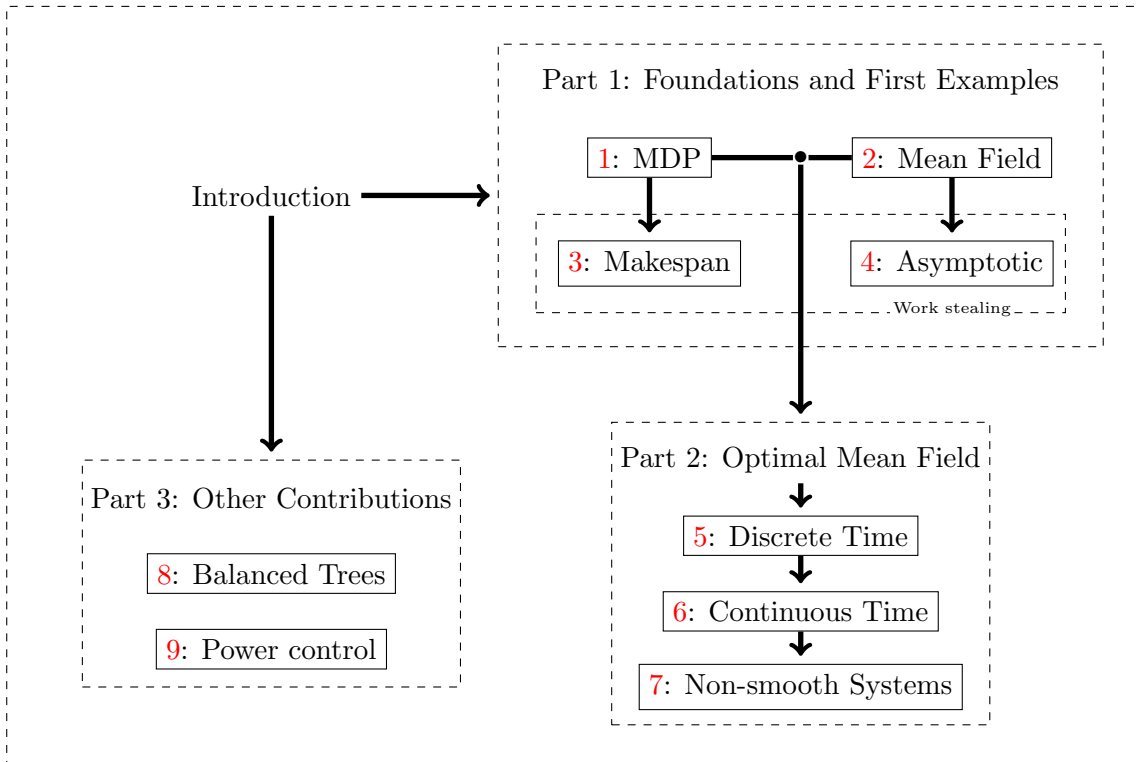 Part 1: Foundations and First Examples
1: MDP
2: Mean Field
Introduction
3: Makespan
4: Asymptotic
Work stealing
Part 2: Optimal Mean Field
Part 3: Other Contributions
5: Discrete Time
8: Balanced Trees
6: Continuous Time
9: Power control
7: Non-smooth Systems